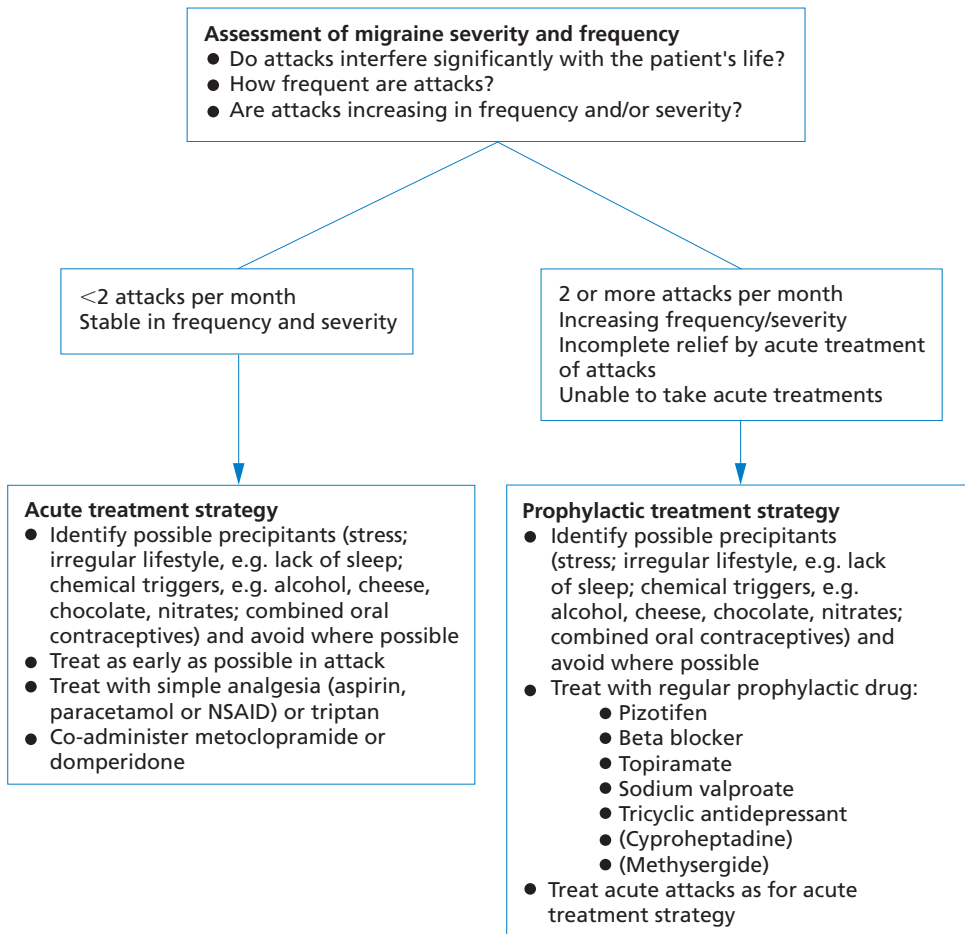 Assessment of migraine severity and frequency
● Do attacks interfere significantly with the patient's life?
● How frequent are attacks?
● Are attacks increasing in frequency and/or severity?
<2 attacks per month
Stable in frequency and severity
2 or more attacks per month
Increasing frequency/severity
Incomplete relief by acute treatment
of attacks
Unable to take acute treatments
Acute treatment strategy
● Identify possible precipitants (stress;
irregular lifestyle, e.g. lack of sleep;
chemical triggers, e.g. alcohol, cheese,
chocolate, nitrates; combined oral
contraceptives) and avoid where possible
● Treat as early as possible in attack
● Treat with simple analgesia (aspirin,
paracetamol or NSAID) or triptan
● Co-administer metoclopramide or
domperidone
Prophylactic treatment strategy
● Identify possible precipitants
(stress; irregular lifestyle, e.g. lack
of sleep; chemical triggers, e.g.
alcohol, cheese, chocolate, nitrates;
combined oral contraceptives) and
avoid where possible
● Treat with regular prophylactic drug:
● Pizotifen
● Beta blocker
● Topiramate
● Sodium valproate
● Tricyclic antidepressant
● (Cyproheptadine)
● (Methysergide)
● Treat acute attacks as for acute
treatment strategy